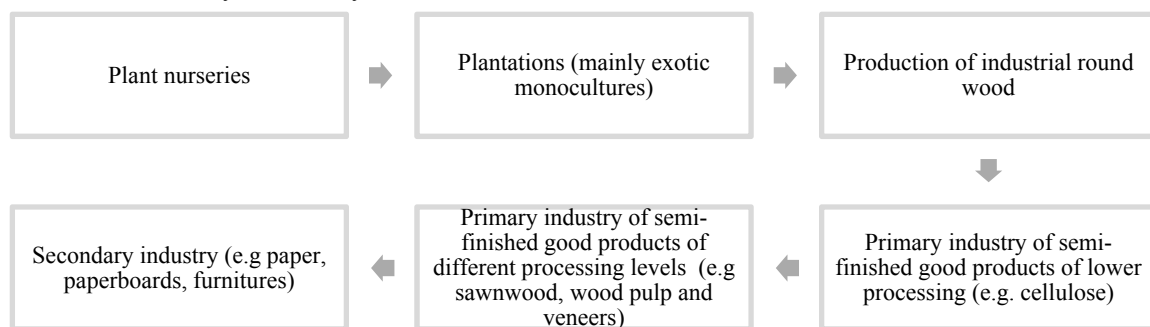 Plant nurseries
Plantations (mainly exotic
monocultures)
Production of industrial round
wood
Secondary industry (e.g paper,
paperboards, furnitures)
Primary industry of semi-
finished good products of
different processing levels (e.g
sawnwood, wood pulp and
veneers)
Primary industry of semi-
finished good products of lower
processing (e.g. cellulose)